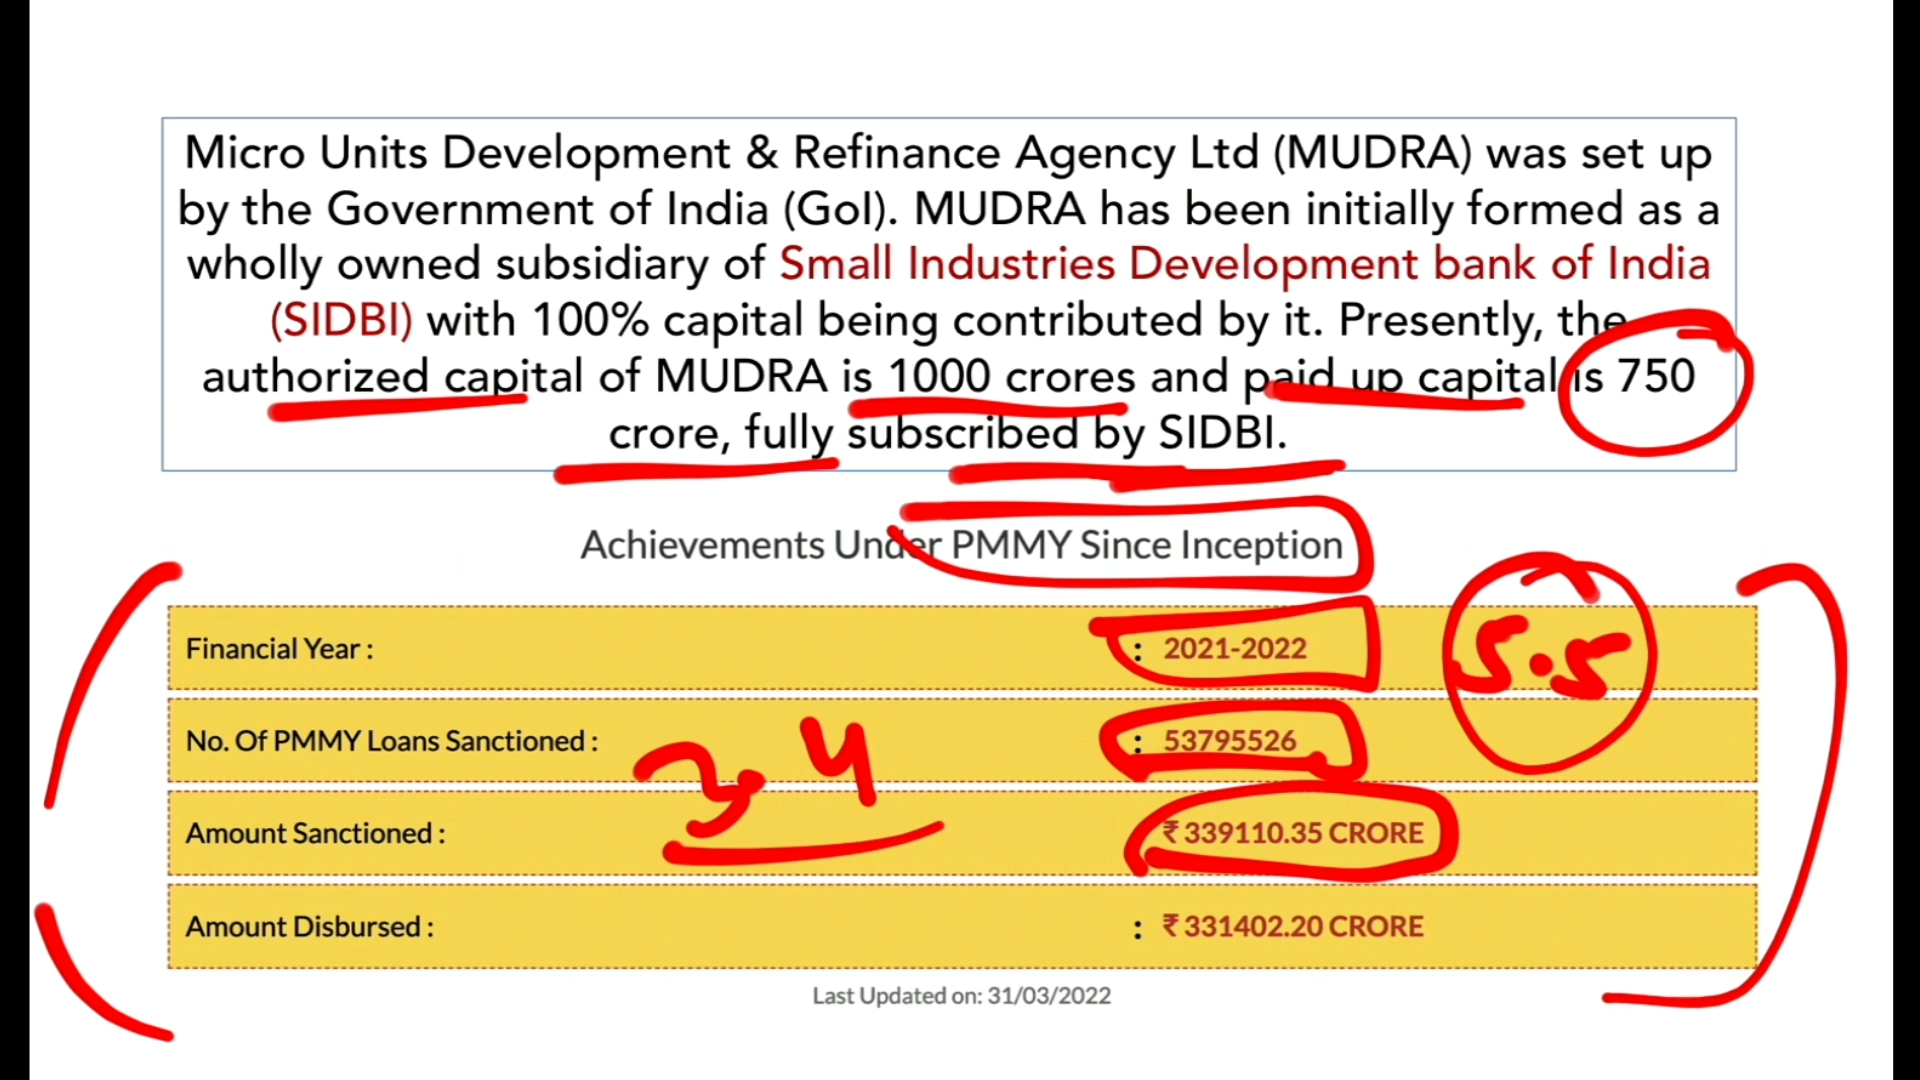 Micro Units Development & Refinance Agency Ltd (MUDRA) was set up
by the Government of India (GoI). MUDRA has been initially formed as a
wholly owned subsidiary of Small Industries Development bank of India
(SIDBI) with 100% capital being contributed by it. Presently, the
authorized capital of MUDRA is 1000 crores and paid up capital is 750
crore, fully subscribed by SIDBI.
Achievements Under PMMY Since Inception
Financial Year : : 2021-2022
5.5
No. Of PMMY Loans Sanctioned : : 53795526
3.4
Amount Sanctioned : ₹ 339110.35 CRORE
Amount Disbursed : : ₹ 331402.20 CRORE
Last Updated on: 31/03/2022